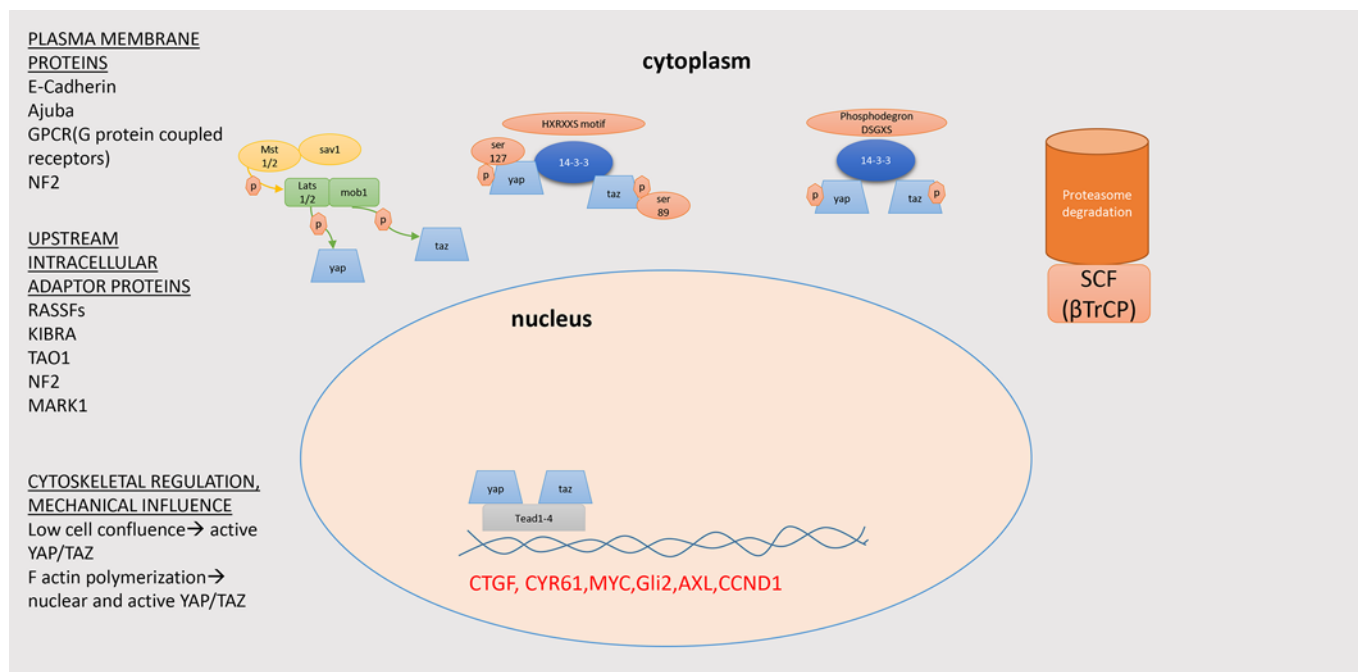 PLASMA MEMBRANE
PROTEINS
E-Cadherin
Ajuba
GPCR(G protein coupled
receptors)
NF2
UPSTREAM
INTRACELLULAR
ADAPTOR PROTEINS
RASSFs
KIBRA
TAO1
NF2
MARK1
CYTOSKELETAL REGULATION,
MECHANICAL INFLUENCE
Low cell confluence→ active
YAP/TAZ
F actin polymerization→
nuclear and active YAP/TAZ
cytoplasm
Mst
1/2
sav1
p
Lats
1/2
mob1
p
p
yap
taz
HXRXXS motif
ser
127
p
yap
14-3-3
taz
p
ser
89
Phosphodegron
DSGXS
14-3-3
p
yap
taz
p
Proteasome
degradation
SCF
(βTrCP)
nucleus
yap
taz
Tead1-4
CTGF, CYR61,MYC,Gli2,AXL,CCND1